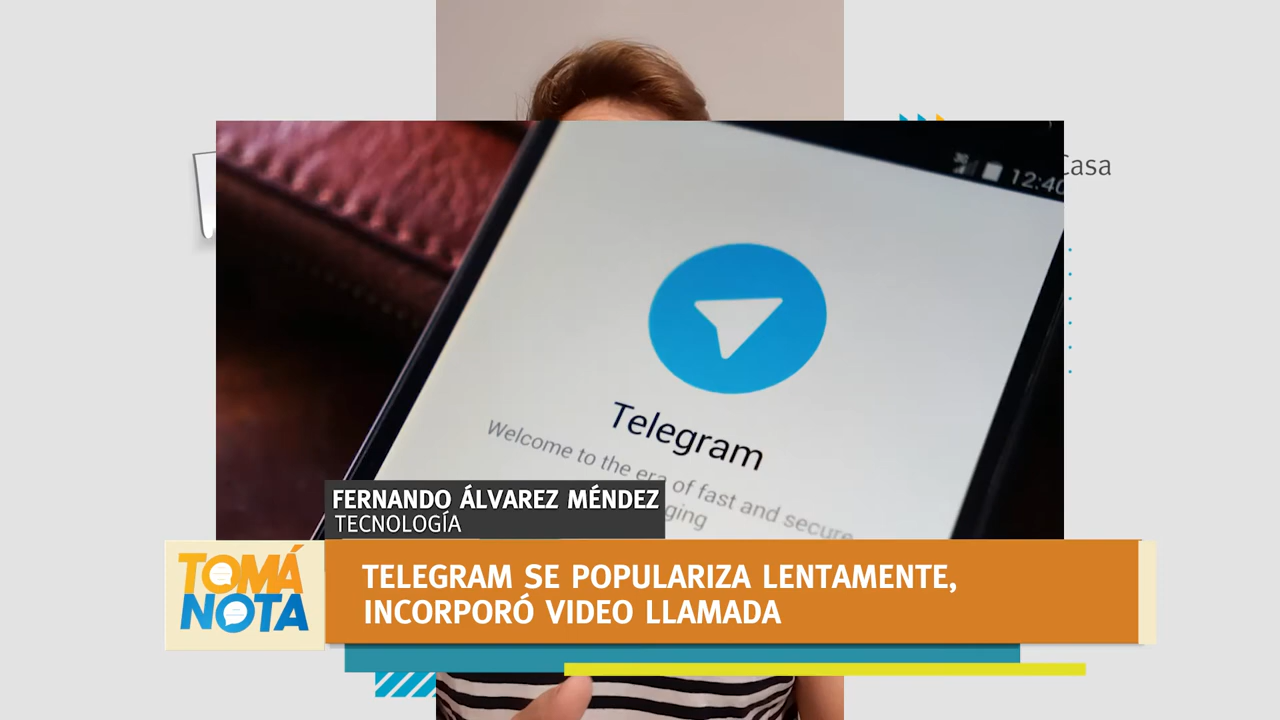 Casa
3G 12:40
Telegram
Welcome to the era of fast and secure
FERNANDO ÁLVAREZ MÉNDEZ
TECNOLOGÍA
TOMÁ
NOTA
TELEGRAM SE POPULARIZA LENTAMENTE,
INCORPORÓ VIDEO LLAMADA